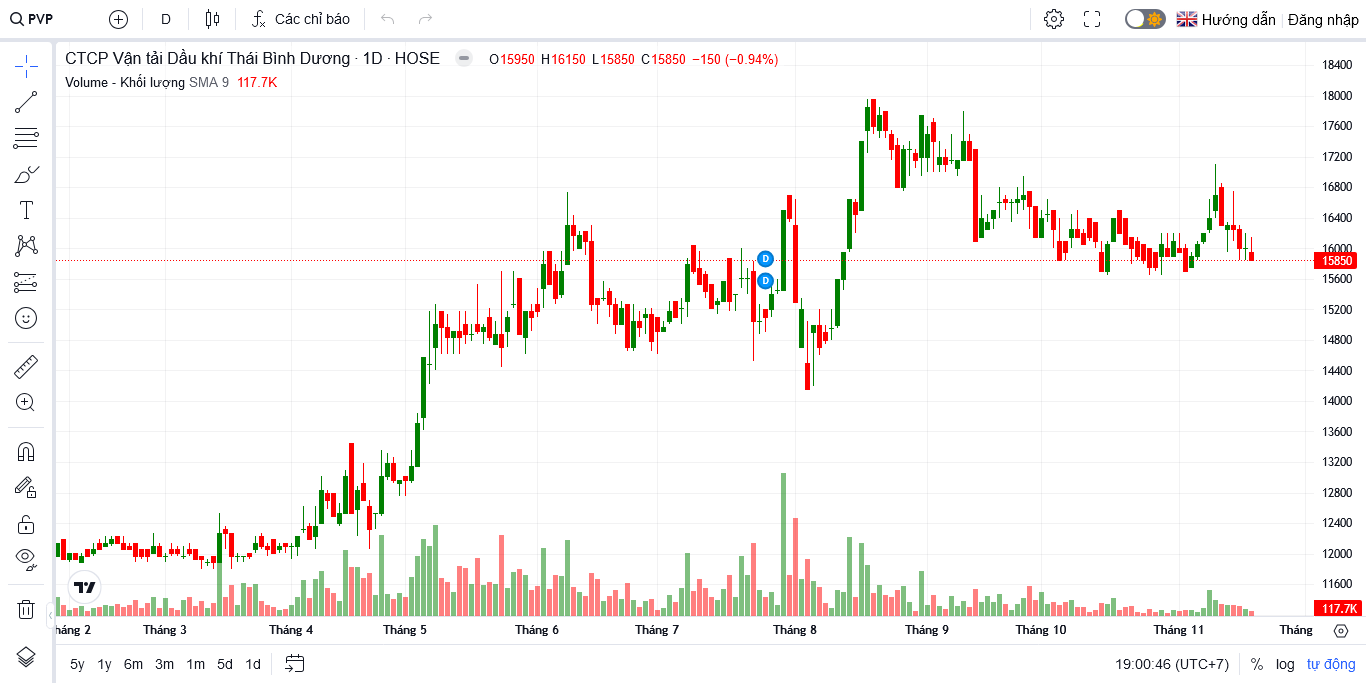 PVP D Các chỉ báo Hướng dẫn Đăng nhập
CTCP Vận tải Dầu khí Thái Bình Dương · 1D · HOSE O15950 H16150 L15850 C15850 −150 (−0.94%)
Volume - Khối lượng SMA 9 117.7K
18400
18000
17600
17200
16800
16400
16000
D
15850
D
15600
15200
14800
14400
14000
13600
13200
12800
12400
12000
11600
117.7K
háng 2 Tháng 3 Tháng 4 Tháng 5 Tháng 6 Tháng 7 Tháng 8 Tháng 9 Tháng 10 Tháng 11 Tháng
5y 1y 6m 3m 1m 5d 1d 19:00:46 (UTC+7) % log tự động